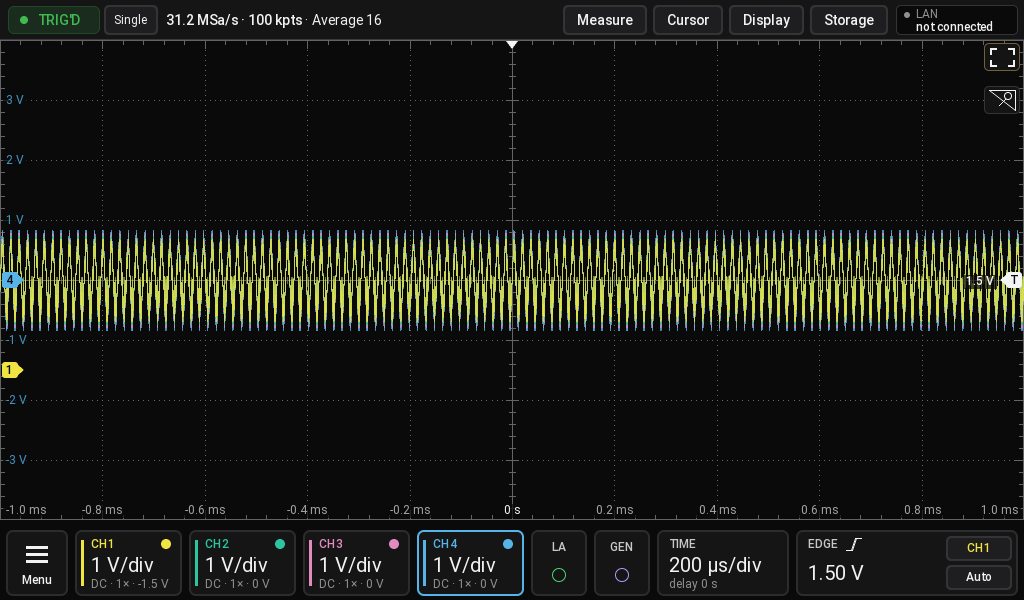 TRIG'D
Single
31.2 MSa/s · 100 kpts · Average 16
Measure
Cursor
Display
Storage
LAN
not connected
3 V
2 V
1 V
4
1.5 V
T
-1 V
1
-2 V
-3 V
-1.0 ms
-0.8 ms
-0.6 ms
-0.4 ms
-0.2 ms
0 s
0.2 ms
0.4 ms
0.6 ms
0.8 ms
1.0 ms
Menu
CH1
1 V/div
DC · 1× · -1.5 V
CH2
1 V/div
DC · 1× · 0 V
CH3
1 V/div
DC · 1× · 0 V
CH4
1 V/div
DC · 1× · 0 V
LA
GEN
TIME
200 µs/div
delay 0 s
EDGE
1.50 V
CH1
Auto